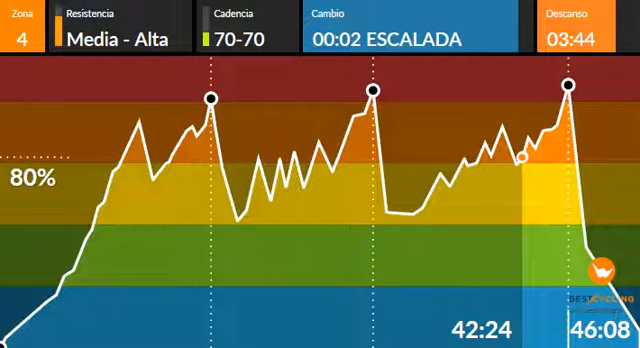 Zona
4
Resistencia
Media - Alta
Cadencia
70-70
Cambio
00:02 ESCALADA
Descanso
03:44
80%
42:24
46:08